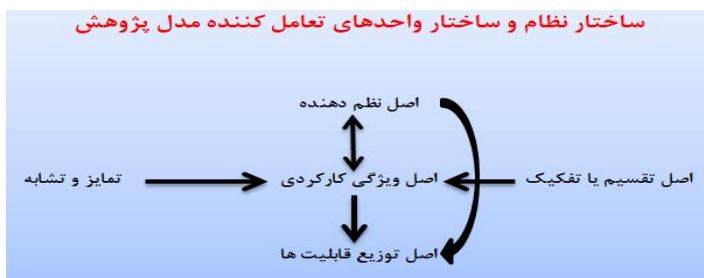 ساختار نظام و ساختار واحدهای تعامل کننده مدل پژوهش
اصل نظم دهنده
اصل تقسیم یا تفکیک
اصل ویژگی کارکردی
تمایز و تشابه
اصل توزیع قابلیت ها